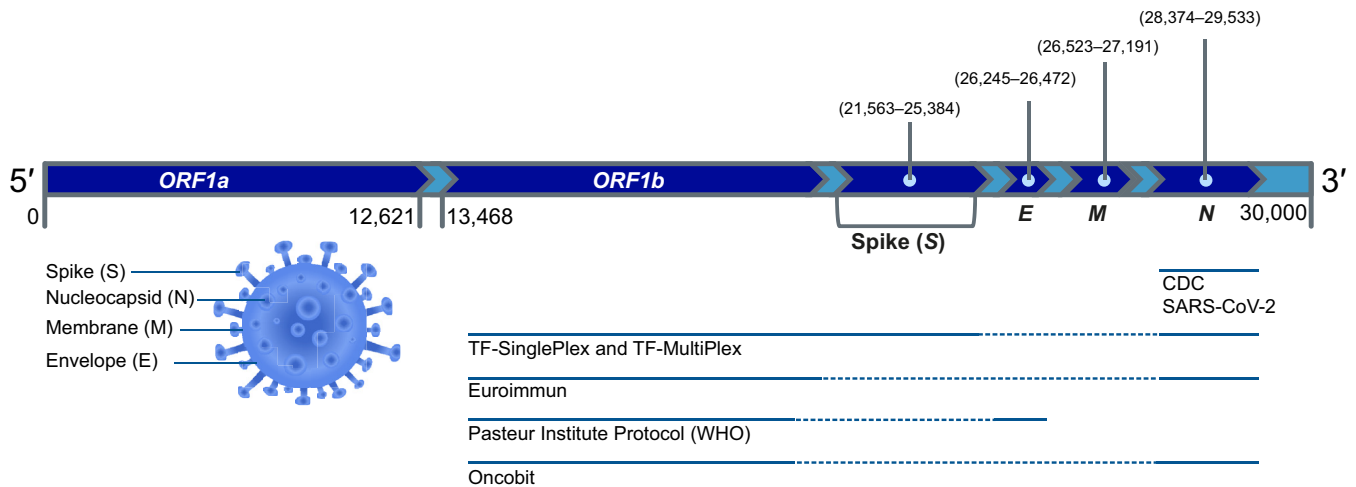 (28,374–29,533)
(26,523–27,191)
(26,245–26,472)
(21,563–25,384)
5′ ORF1a ORF1b 3′
0 12,621 13,468 E M N 30,000
Spike (S)
Spike (S)
Nucleocapsid (N)
Membrane (M)
Envelope (E)
CDC
SARS-CoV-2
TF-SinglePlex and TF-MultiPlex
Euroimmun
Pasteur Institute Protocol (WHO)
Oncobit